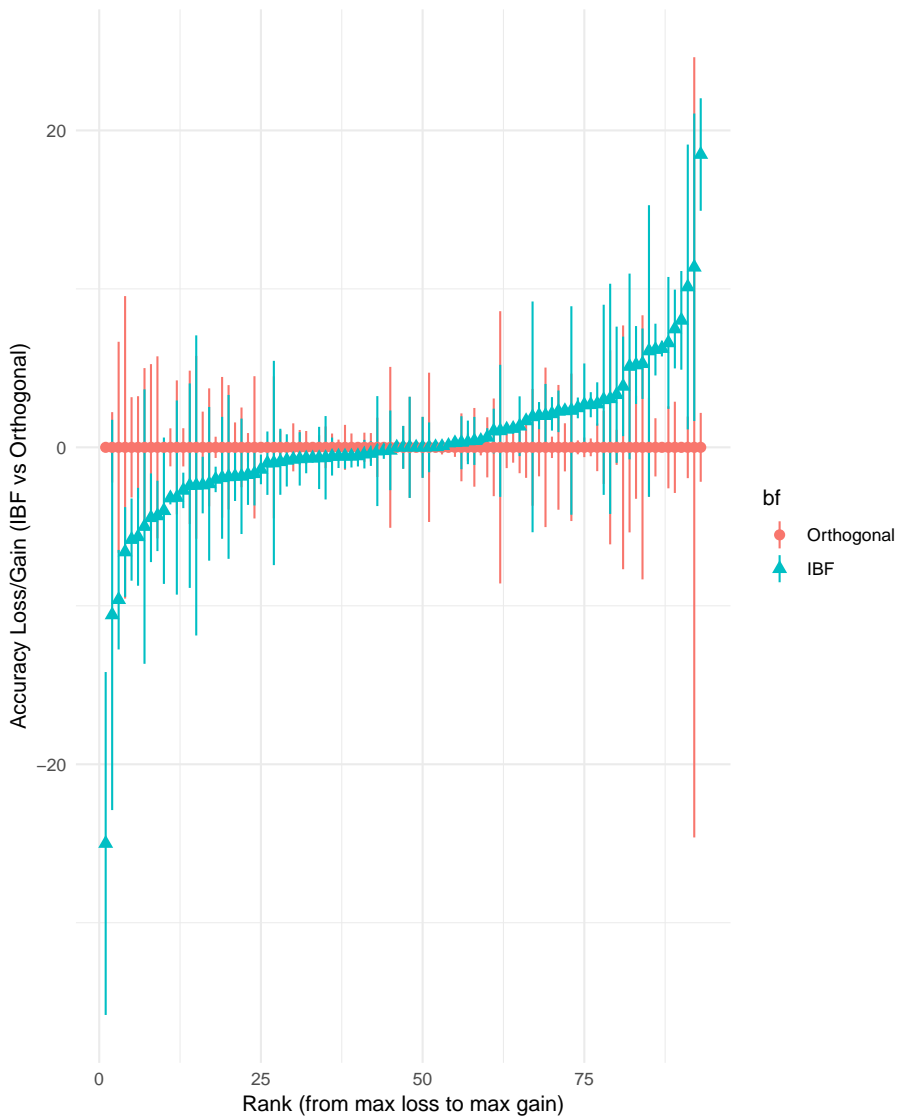 Accuracy Loss/Gain (IBF vs Orthogonal)
20
0
−20
0
25
50
75
Rank (from max loss to max gain)
bf
Orthogonal
IBF